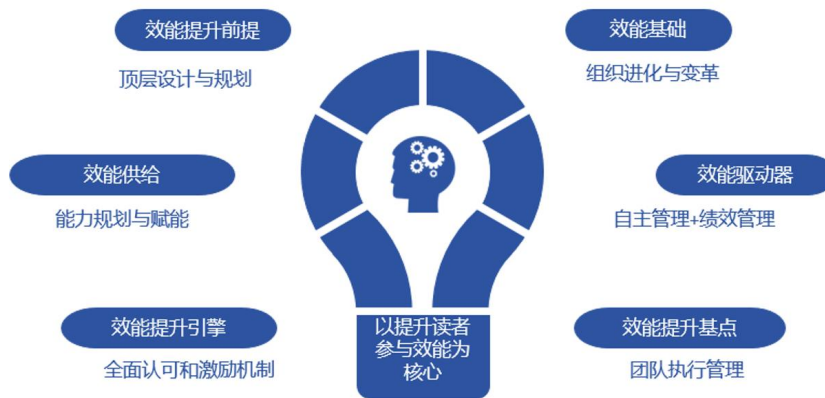 效能提升前提
顶层设计与规划
效能基础
组织进化与变革
效能供给
能力规划与赋能
效能驱动器
自主管理+绩效管理
效能提升引擎
全面认可和激励机制
以提升读者
参与效能为
核心
效能提升基点
团队执行管理